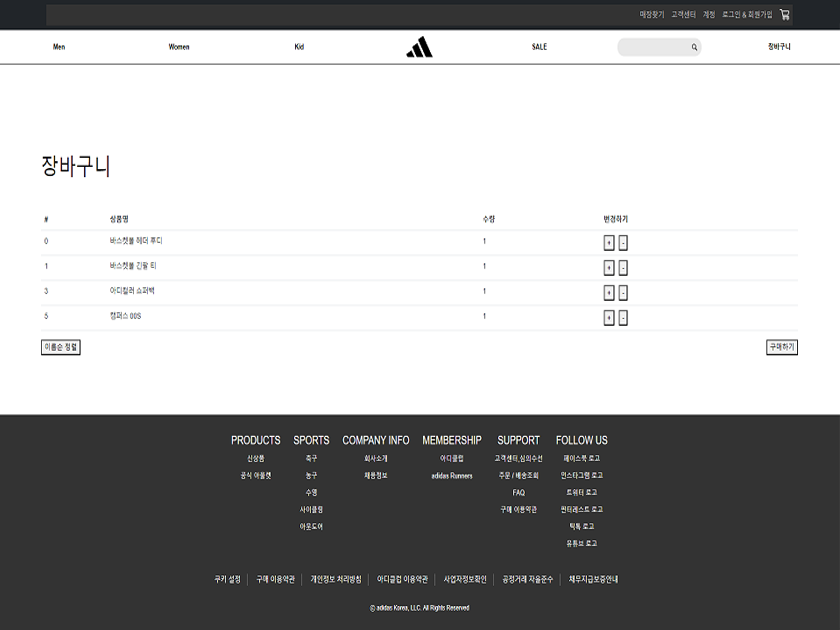 매장찾기 고객센터 계정 로그인 & 회원가입
Men Women Kid SALE 장바구니
장바구니
# 상품명 수량 변경하기
0 바스켓볼 헤더 후디 1 + -
1 바스켓볼 긴팔 티 1 + -
3 아디컬러 쇼퍼백 1 + -
5 캠퍼스 00S 1 + -
이름순 정렬 구매하기
PRODUCTS SPORTS COMPANY INFO MEMBERSHIP SUPPORT FOLLOW US
신상품 축구 회사소개 아디클럽 고객센터,심의수선 페이스북 로고
공식 아울렛 농구 채용정보 adidas Runners 주문 / 배송조회 인스타그램 로고
수영 FAQ 트위터 로고
사이클링 구매 이용약관 핀터레스트 로고
아웃도어 틱톡 로고
유튜브 로고
쿠키 설정 구매 이용약관 개인정보 처리방침 아디클럽 이용약관 사업자정보확인 공정거래 자율준수 채무지급보증안내
© adidas Korea, LLC. All Rights Reserved